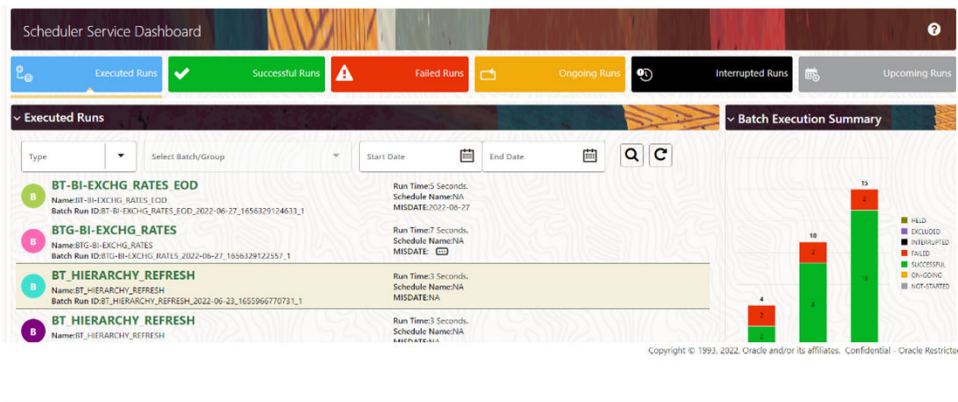 Scheduler Service Dashboard
?
Executed Runs
Successful Runs
Failed Runs
Ongoing Runs
Interrupted Runs
Upcoming Runs
Executed Runs
Batch Execution Summary
Type
Select Batch/Group
Start Date
End Date
B
BT-BI-EXCHG_RATES_EOD
Name:BT-BI-EXCHG_RATES_EOD
Batch Run ID:BT-BI-EXCHG_RATES_EOD_2022-06-27_1656329124633_1
Run Time:5 Seconds.
Schedule Name:NA
MISDATE:2022-06-27
B
BTG-BI-EXCHG_RATES
Name:BTG-BI-EXCHG_RATES
Batch Run ID:BTG-BI-EXCHG_RATES_2022-06-27_1656329122557_1
Run Time:7 Seconds.
Schedule Name:NA
MISDATE:
B
BT_HIERARCHY_REFRESH
Name:BT_HIERARCHY_REFRESH
Batch Run ID:BT_HIERARCHY_REFRESH_2022-06-23_1655966770731_1
Run Time:3 Seconds.
Schedule Name:NA
MISDATE:NA
B
BT_HIERARCHY_REFRESH
Name:BT_HIERARCHY_REFRESH
Run Time:3 Seconds.
Schedule Name:NA
MISDATE:NA
4
2
2
10
2
8
15
2
13
HELD
EXCLUDED
INTERRUPTED
FAILED
SUCCESSFUL
ON-GOING
NOT-STARTED
Copyright © 1993, 2022, Oracle and/or its affiliates. Confidential - Oracle Restricted